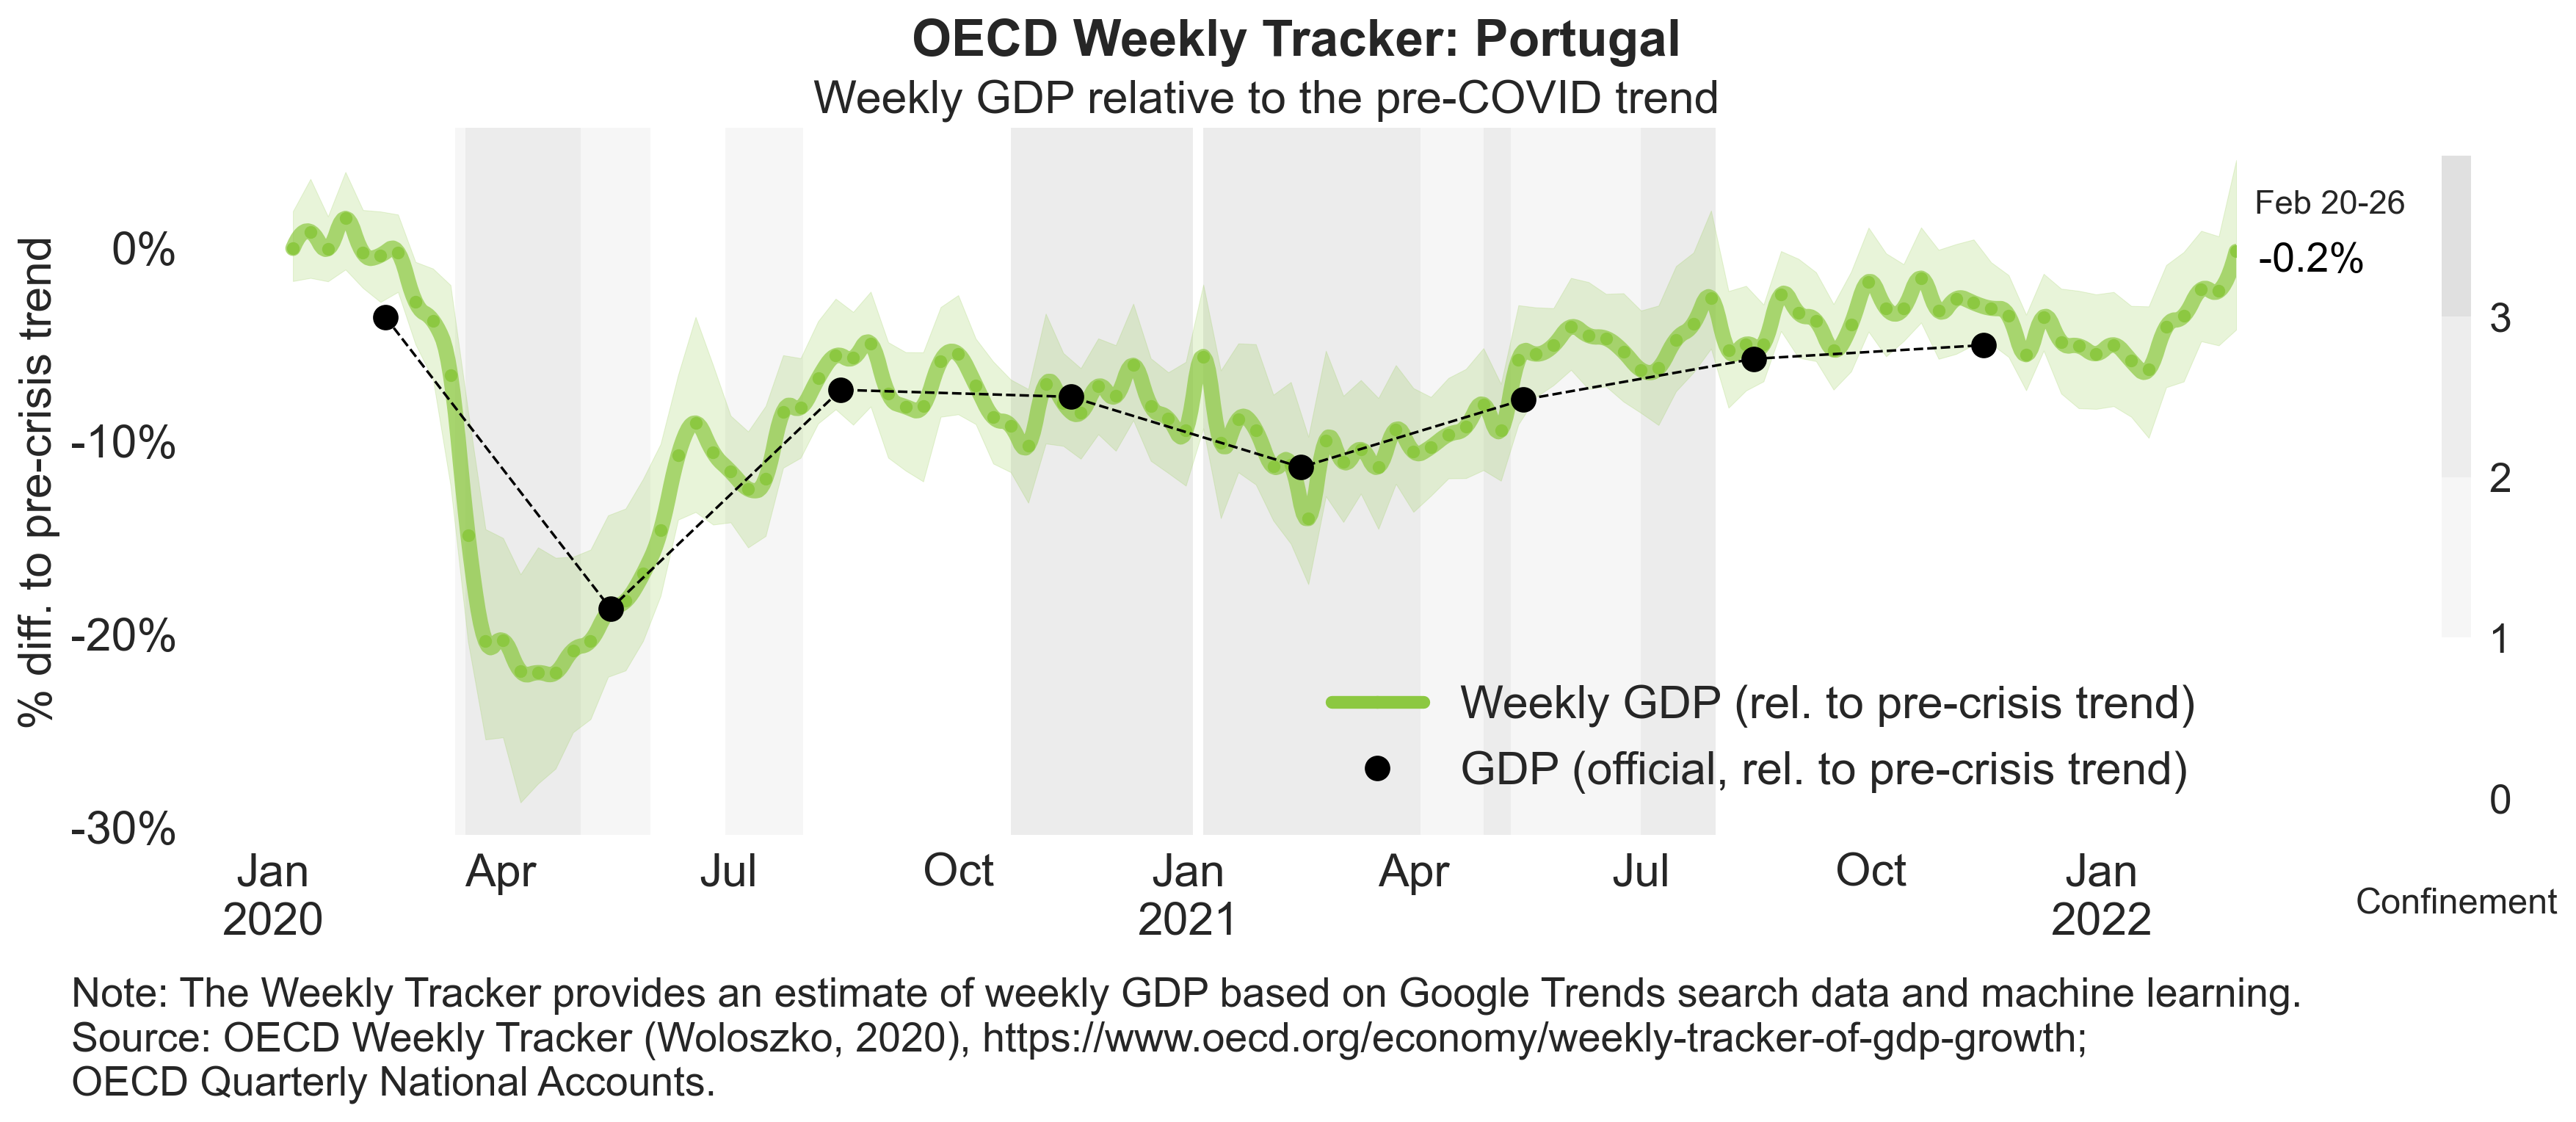 OECD Weekly Tracker: Portugal
Weekly GDP relative to the pre-COVID trend
% diff. to pre-crisis trend
0%
-10%
-20%
-30%
Feb 20-26
-0.2%
3
2
1
0
Confinement
Weekly GDP (rel. to pre-crisis trend)
GDP (official, rel. to pre-crisis trend)
Jan Apr Jul Oct Jan Apr Jul Oct Jan
2020 2021 2022
Note: The Weekly Tracker provides an estimate of weekly GDP based on Google Trends search data and machine learning.
Source: OECD Weekly Tracker (Woloszko, 2020), https://www.oecd.org/economy/weekly-tracker-of-gdp-growth;
OECD Quarterly National Accounts.